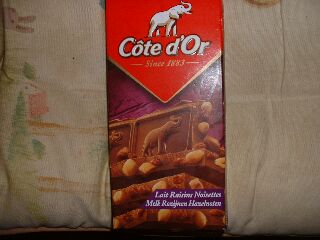 Côte d'Or
Since 1883
Lait Raisins Noisettes
Melk Rozijnen Hazelnoten